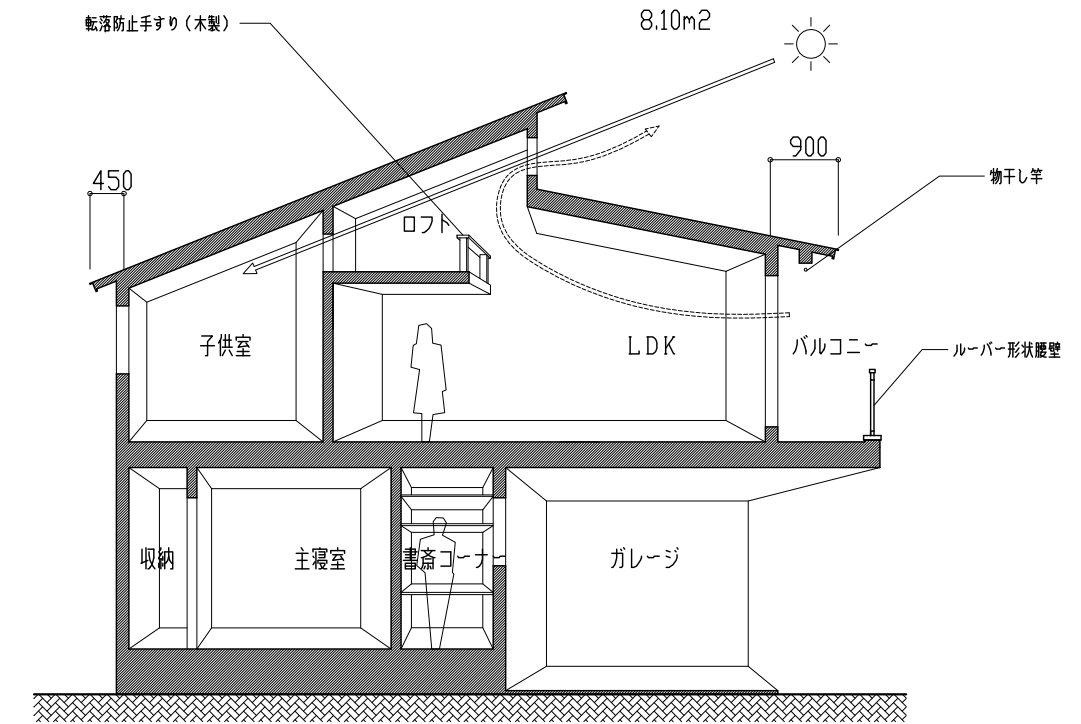 転落防止手すり（木製）
8.10m2
900
物干し竿
450
ロフト
子供室
LDK
バルコニー
ルーバー形状腰壁
収納
主寝室
書斎コーナー
ガレージ